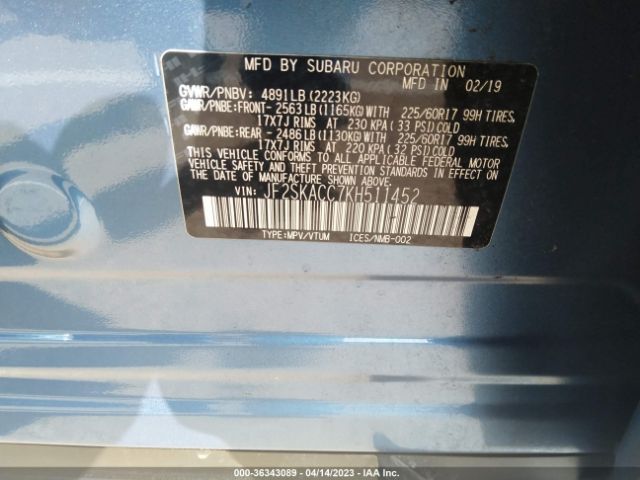 MFD BY SUBARU CORPORATION
MFD IN 02/19
GVWR/PNBV: 4891LB(2223KG)
GAWR/PNBE:FRONT- 2563LB(1165KG)WITH 225/60R17 99H TIRES,
17X7J RIMS AT 230 KPA(33 PSI)COLD
GAWR/PNBE:REAR -2486LB(1130KG)WITH 225/60R17 99H TIRES,
17X7J RIMS AT 220 KPA(32 PSI)COLD
THIS VEHICLE CONFORMS TO ALL APPLICABLE FEDERAL MOTOR
VEHICLE SAFETY, BUMPER, AND THEFT PREVENTION STANDARDS IN EFFECT ON
THE DATE OF MANUFACTURE SHOWN ABOVE.
VIN: JF2SKACC7KH511452
TYPE:MPV/VTUM ICES/NMB-002
000-36343089 - 04/14/2023 - IAA Inc.